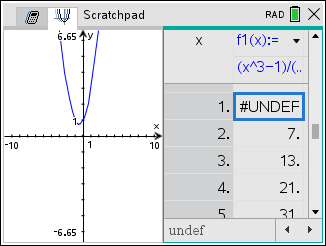 Scratchpad RAD
6.65 y
x f1(x):=
(x^3-1)/(..
1. #UNDEF
2. 7.
3. 13.
4. 21.
5. 31.
1
x
-10 1 10
-6.65
undef